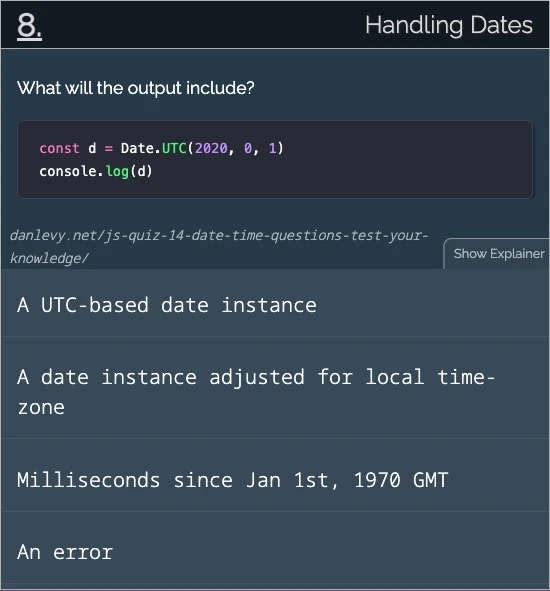 8.
Handling Dates
What will the output include?
const d = Date.UTC(2020, 0, 1)
console.log(d)
danlevy.net/js-quiz-14-date-time-questions-test-your-
knowledge/
Show Explainer
A UTC-based date instance
A date instance adjusted for local time-
zone
Milliseconds since Jan 1st, 1970 GMT
An error